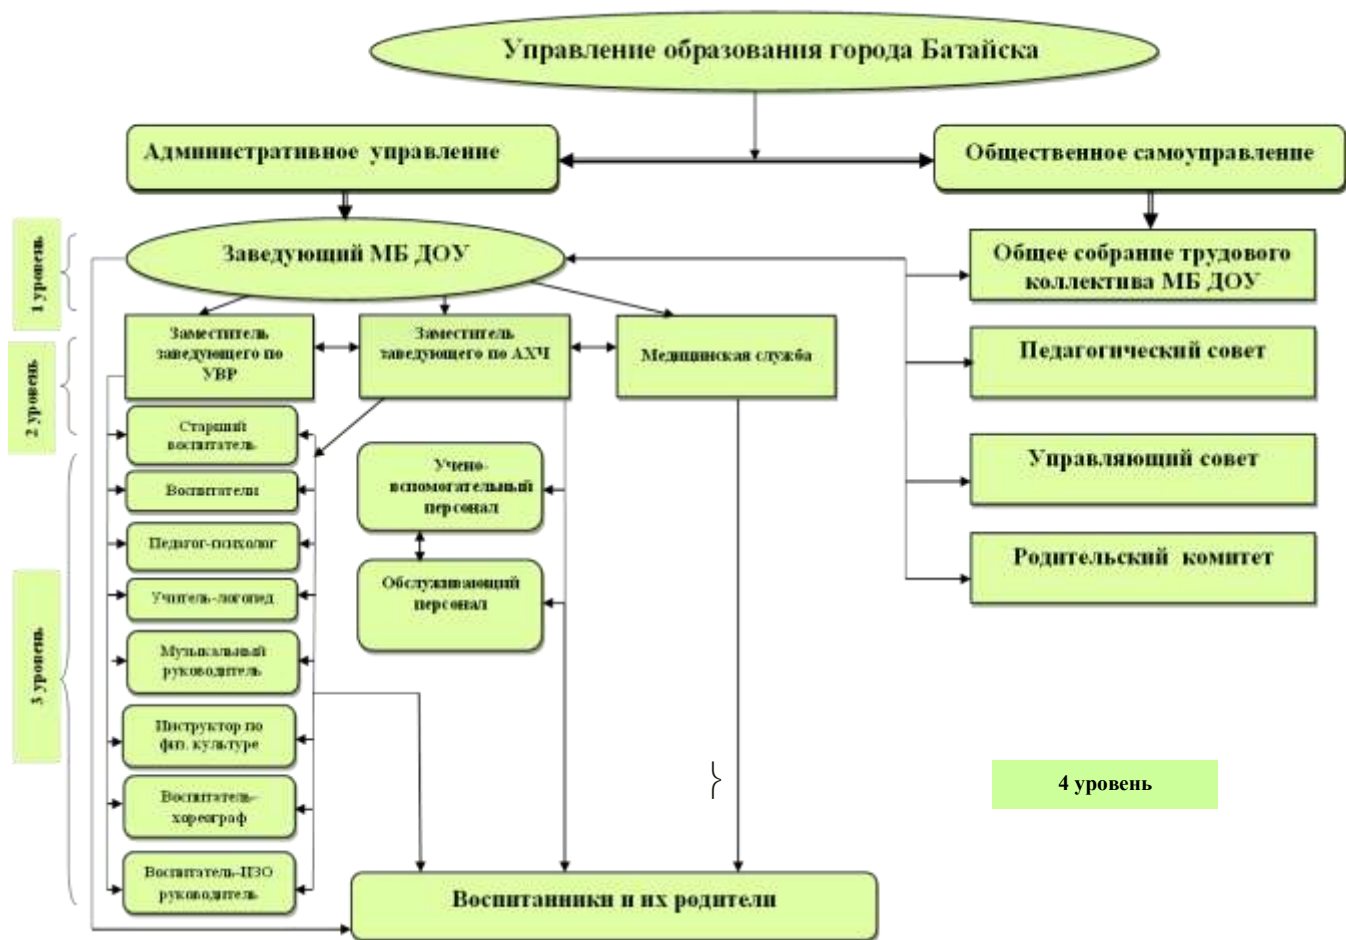 Управление образования города Батайска
Административное управление
Общественное самоуправление
1 уровень
Заведующий МБ ДОУ
Общее собрание трудового
коллектива МБ ДОУ
2 уровень
Заместитель
заведующего по
УВР
Заместитель
заведующего по АХЧ
Медицинская служба
Педагогический совет
Старший
воспитатель
Учено-
вспомогательный
персонал
Управляющий совет
Воспитатели
Педагог-психолог
Обслуживающий
персонал
Родительский комитет
3 уровень
Учитель-логопед
Музыкальный
руководитель
Инструктор по
физ. культуре
Воспитатель-
хореограф
4 уровень
Воспитатель-ИЗО
руководитель
Воспитанники и их родители